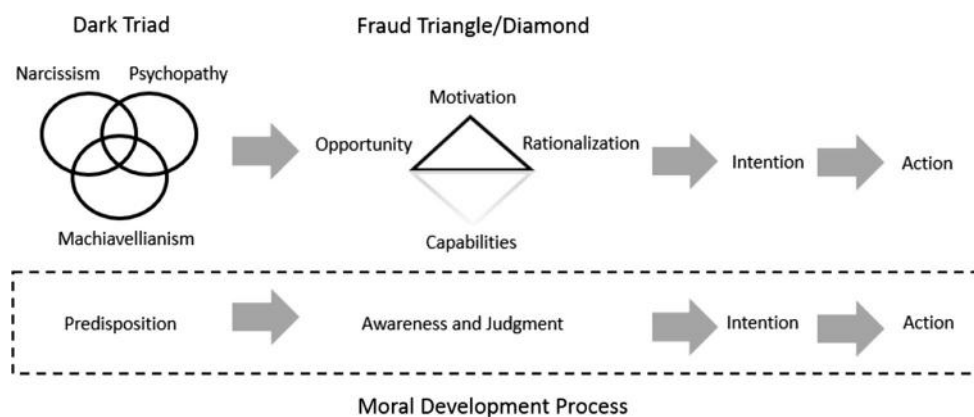 Dark Triad
Fraud Triangle/Diamond
Narcissism
Psychopathy
Motivation
Opportunity
Rationalization
Intention
Action
Machiavellianism
Capabilities
Predisposition
Awareness and Judgment
Intention
Action
Moral Development Process